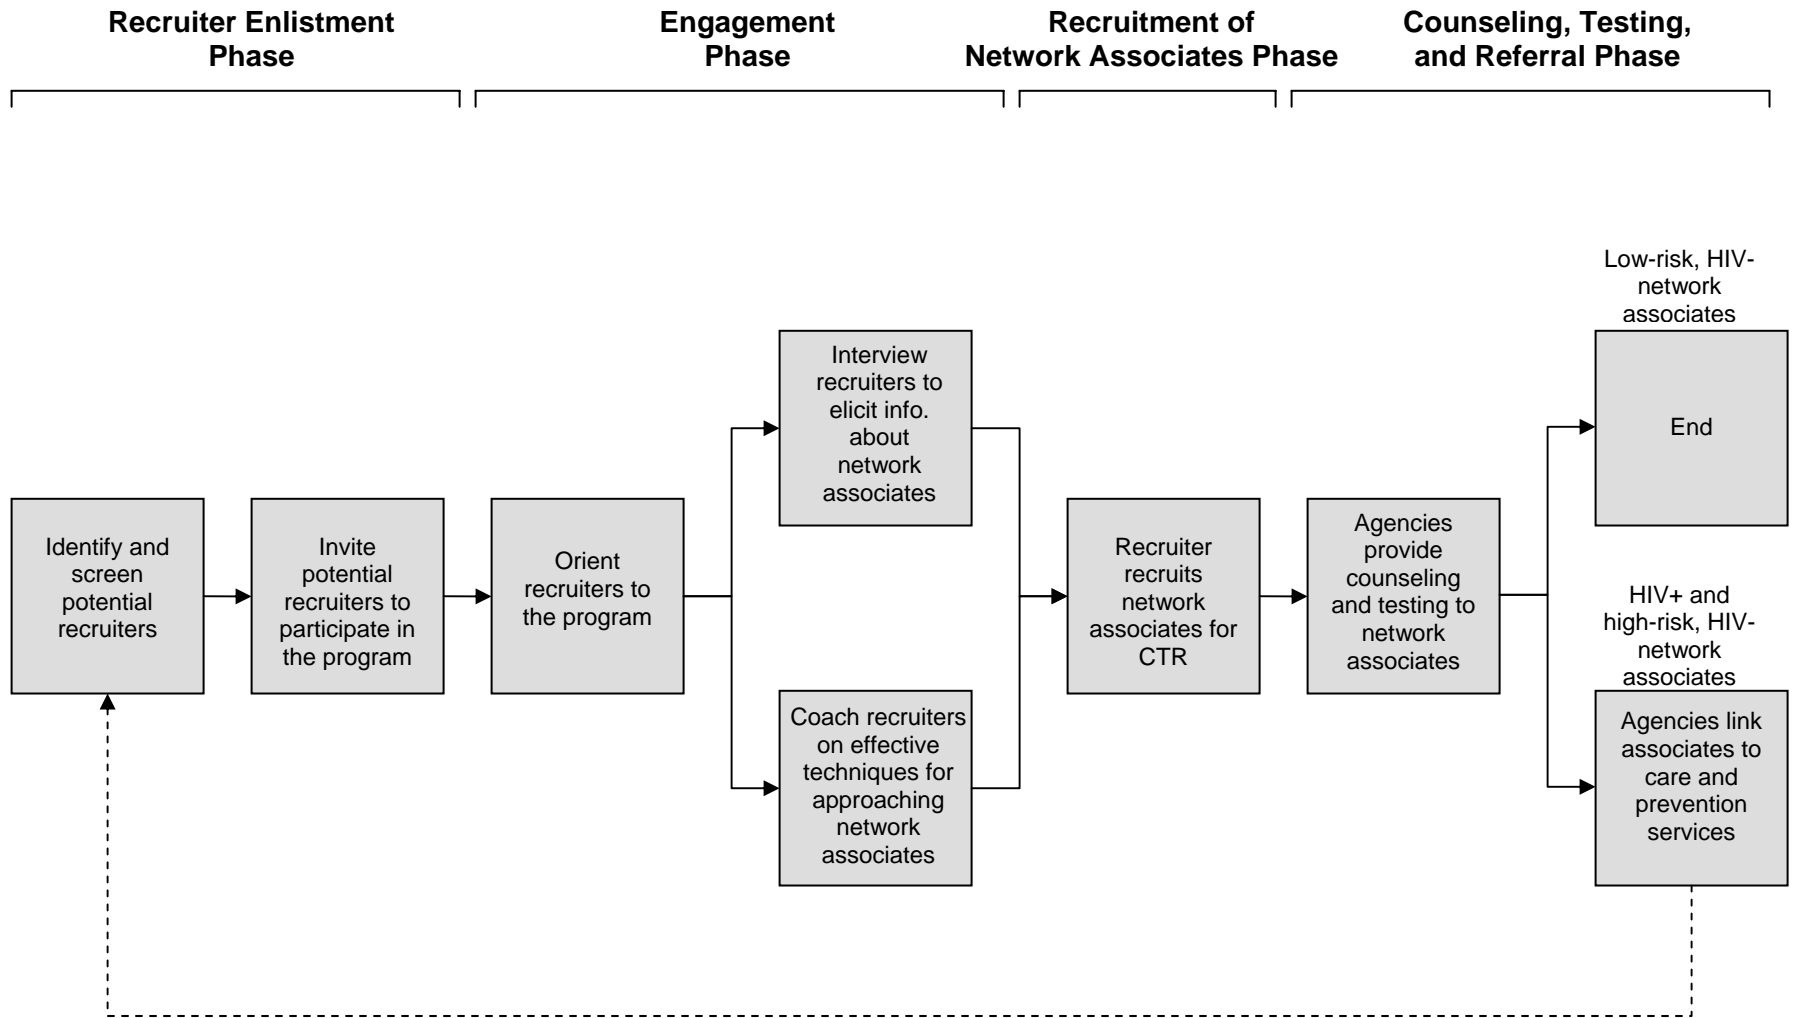 Recruiter Enlistment
Phase
Engagement
Phase
Recruitment of
Network Associates Phase
Counseling, Testing,
and Referral Phase
Identify and
screen
potential
recruiters
Invite
potential
recruiters to
participate in
the program
Orient
recruiters to
the program
Interview
recruiters to
elicit info.
about
network
associates
Coach recruiters
on effective
techniques for
approaching
network
associates
Recruiter
recruits
network
associates for
CTR
Agencies
provide
counseling
and testing to
network
associates
Low-risk, HIV-
network
associates
End
HIV+ and
high-risk, HIV-
network
associates
Agencies link
associates to
care and
prevention
services